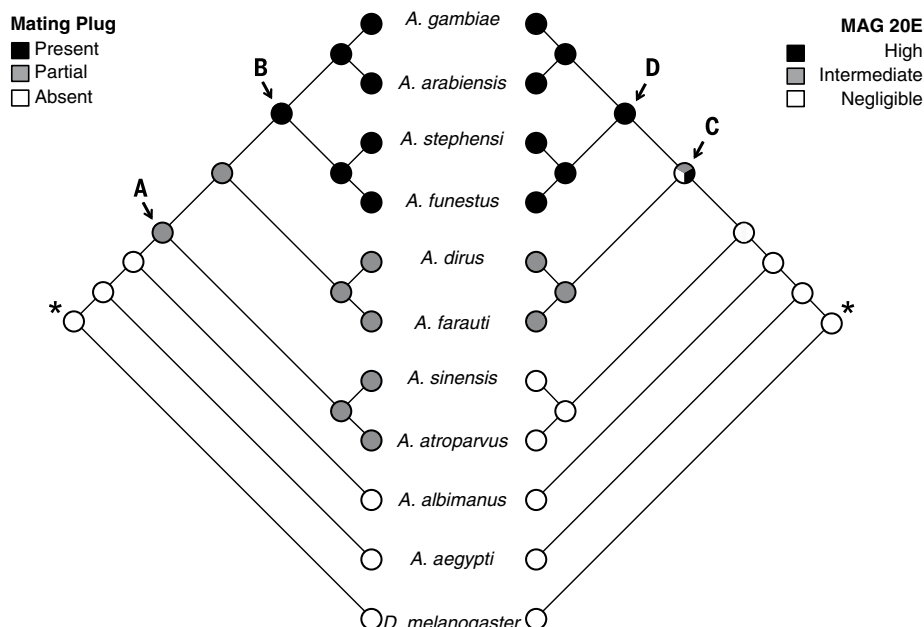 Mating Plug
Present
Partial
Absent
MAG 20E
High
Intermediate
Negligible
A. gambiae
B
D
A. arabiensis
A. stephensi
C
A
A. funestus
A. dirus
*
*
A. farauti
A. sinensis
A. atroparvus
A. albimanus
A. aegypti
D. melanogaster